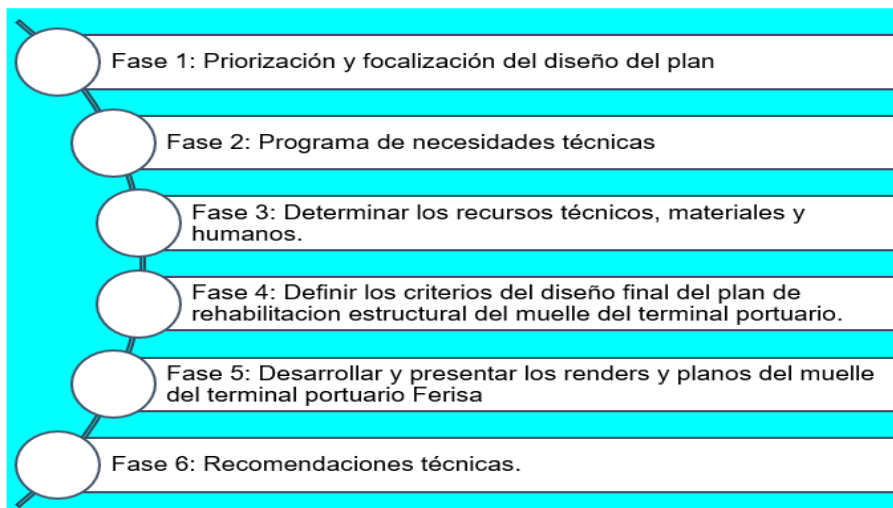 Fase 1: Priorización y focalización del diseño del plan
Fase 2: Programa de necesidades técnicas
Fase 3: Determinar los recursos técnicos, materiales y
humanos.
Fase 4: Definir los criterios del diseño final del plan de
rehabilitacion estructural del muelle del terminal portuario.
Fase 5: Desarrollar y presentar los renders y planos del muelle
del terminal portuario Ferisa
Fase 6: Recomendaciones técnicas.